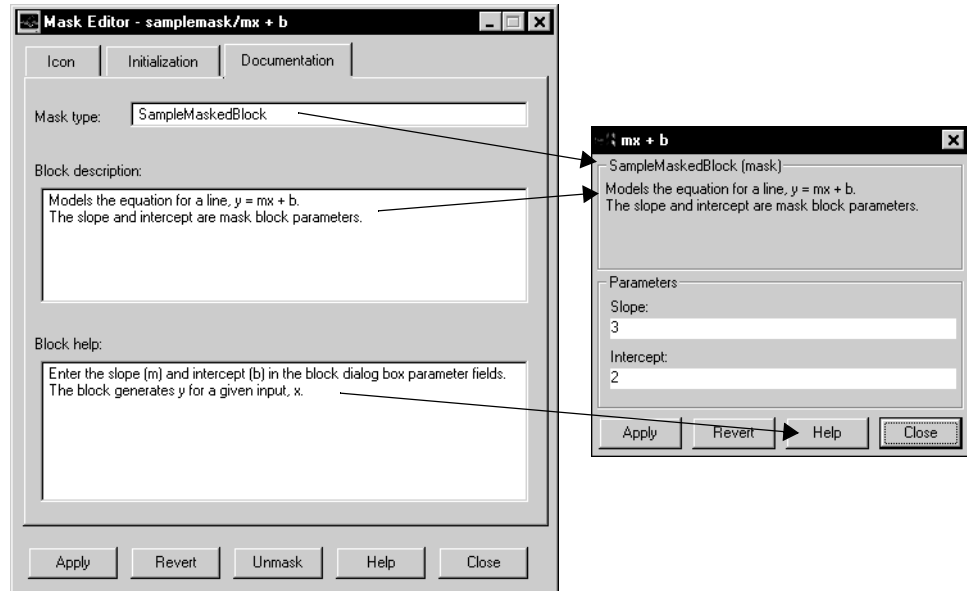 Mask Editor - samplemask/mx + b
Icon
Initialization
Documentation
Mask type:
SampleMaskedBlock
Block description:
Models the equation for a line, y = mx + b.
The slope and intercept are mask block parameters.
Block help:
Enter the slope (m) and intercept (b) in the block dialog box parameter fields.
The block generates y for a given input, x.
Apply
Revert
Unmask
Help
Close
mx + b
SampleMaskedBlock (mask)
Models the equation for a line, y = mx + b.
The slope and intercept are mask block parameters.
Parameters
Slope:
3
Intercept:
2
Apply
Revert
Help
Close